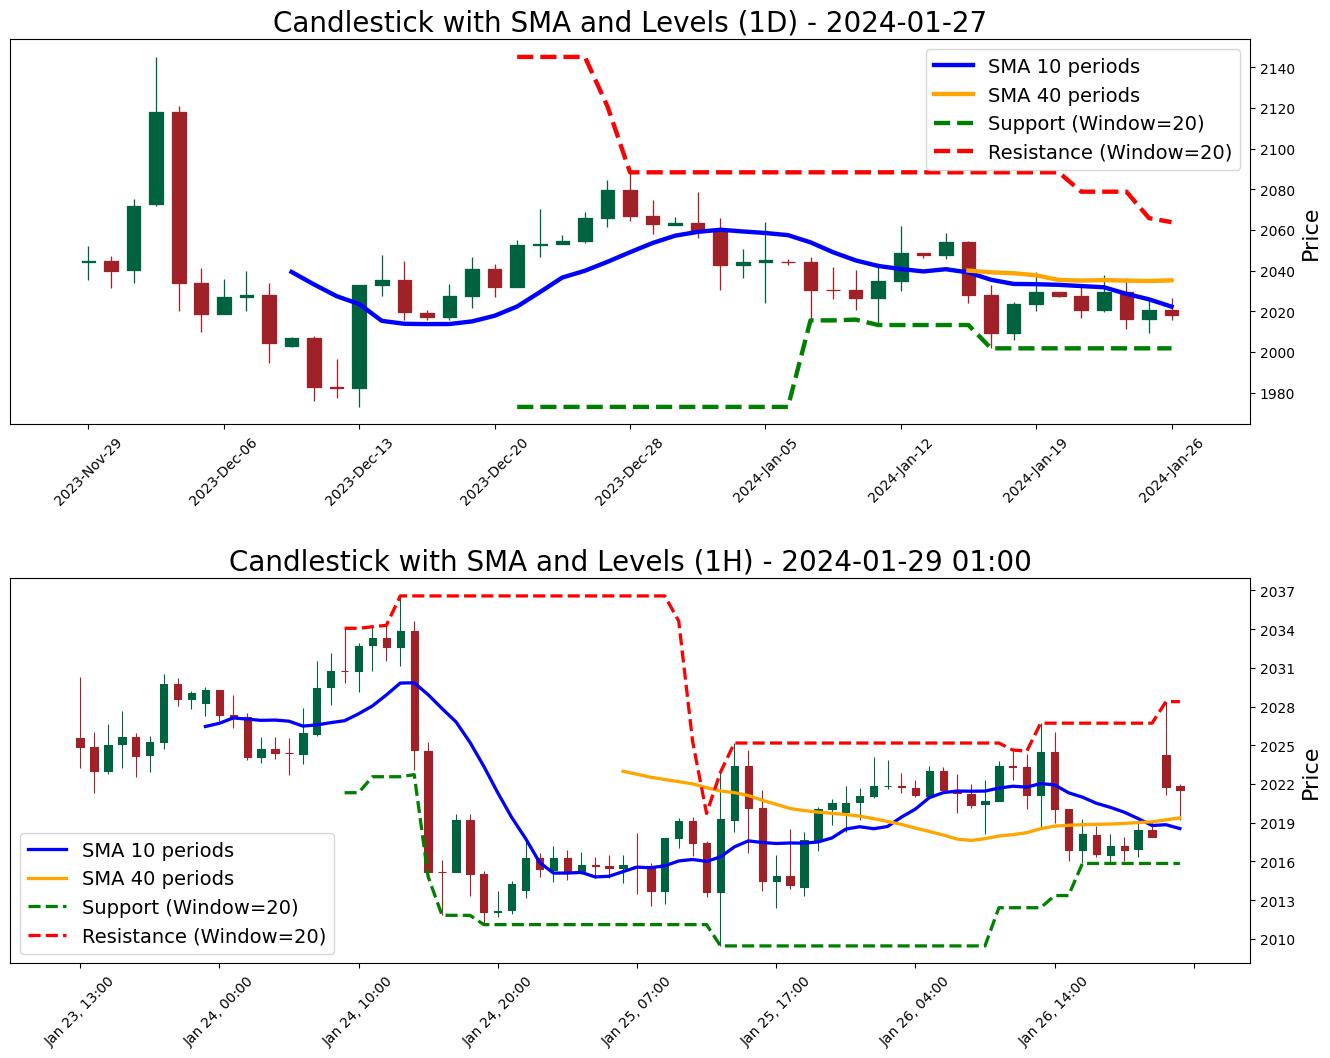 Candlestick with SMA and Levels (1D) - 2024-01-27
SMA 10 periods
SMA 40 periods
Support (Window=20)
Resistance (Window=20)
2140
2120
2100
2080
2060
2040
2020
2000
1980
Price
2023-Nov-29
2023-Dec-06
2023-Dec-13
2023-Dec-20
2023-Dec-28
2024-Jan-05
2024-Jan-12
2024-Jan-19
2024-Jan-26
Candlestick with SMA and Levels (1H) - 2024-01-29 01:00
2037
2034
2031
2028
2025
2022
2019
2016
2013
2010
Price
SMA 10 periods
SMA 40 periods
Support (Window=20)
Resistance (Window=20)
Jan 23, 13:00
Jan 24, 00:00
Jan 24, 10:00
Jan 24, 20:00
Jan 25, 07:00
Jan 25, 17:00
Jan 26, 04:00
Jan 26, 14:00